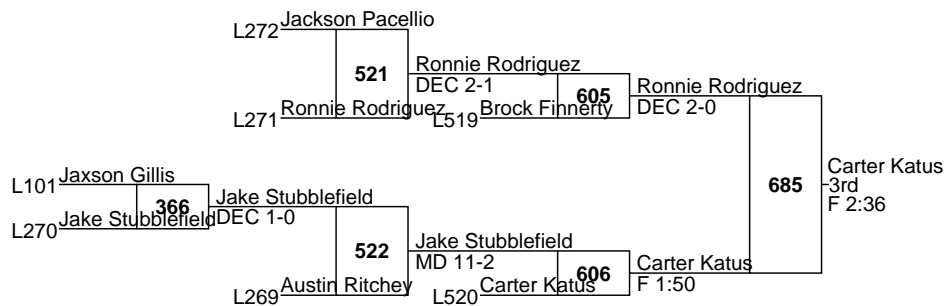 L272 Jackson Pacellio
521
Ronnie Rodriguez
DEC 2-1
605
Ronnie Rodriguez
DEC 2-0
L271 Ronnie Rodriguez
L519 Brock Finnerty
685
Carter Katus
3rd
F 2:36
L101 Jaxson Gillis
366
Jake Stubblefield
DEC 1-0
L270 Jake Stubblefield
522
Jake Stubblefield
MD 11-2
606
Carter Katus
F 1:50
L269 Austin Ritchey
L520 Carter Katus